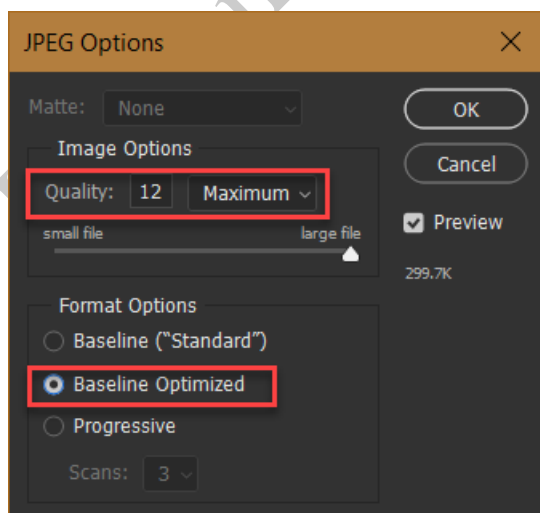 JPEG Options
Matte: None
OK
Image Options
Cancel
Quality: 12 Maximum
Preview
small file large file
299.7K
Format Options
Baseline (“Standard”)
Baseline Optimized
Progressive
Scans: 3